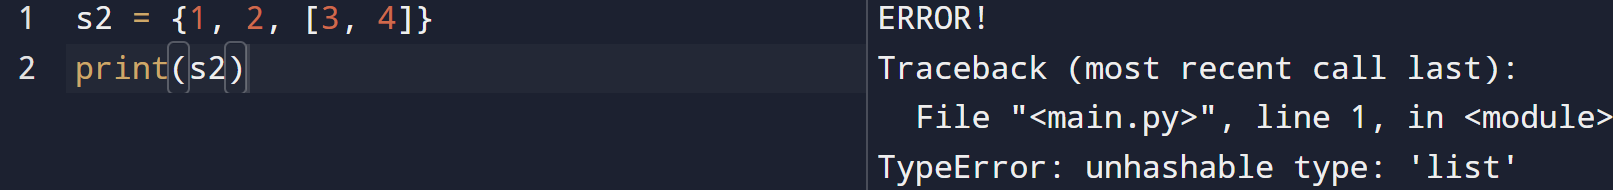 1 s2 = {1, 2, [3, 4]}
2 print(s2)
ERROR!
Traceback (most recent call last):
  File "<main.py>", line 1, in <module>
TypeError: unhashable type: 'list'